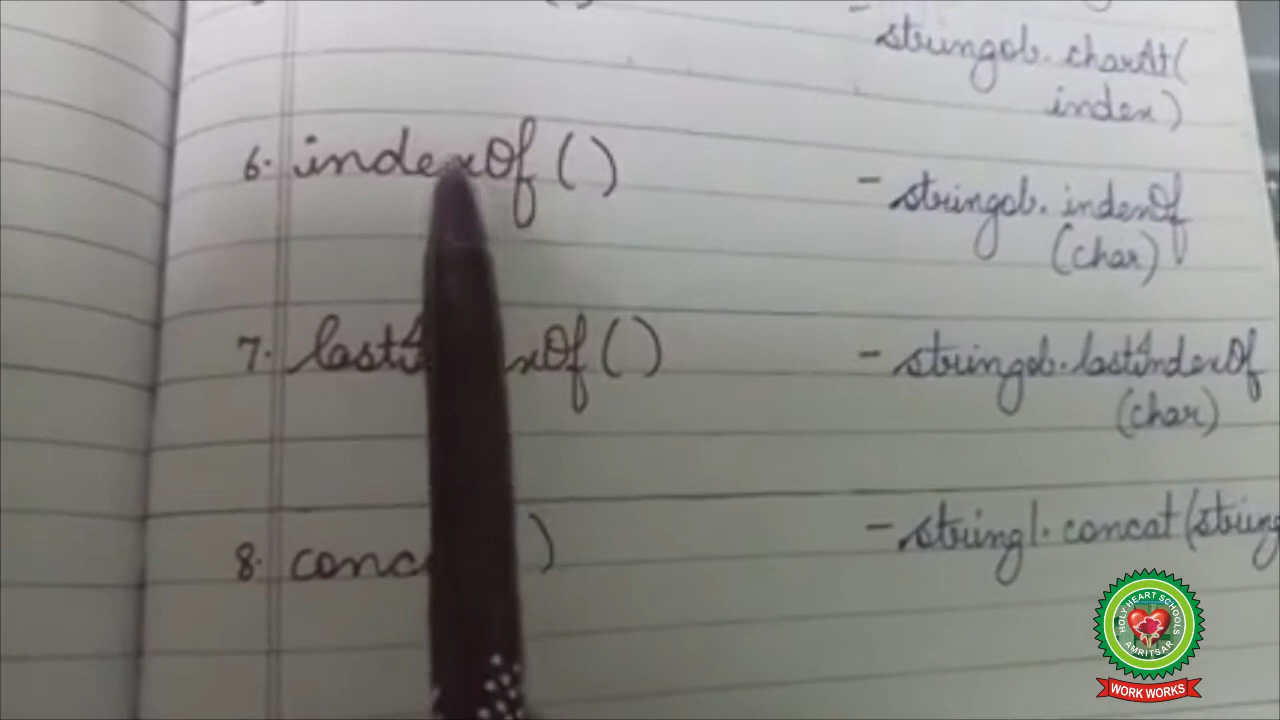 stringob.charAt(
index)
6. indexOf()
- stringob.indexOf
(char)
7. lasti xOf()
- stringob.lastindexOf
(char)
8. conc )
- string1.concat(string
HOLY HEART SCHOOLS
AMRITSAR
WORK WORKS